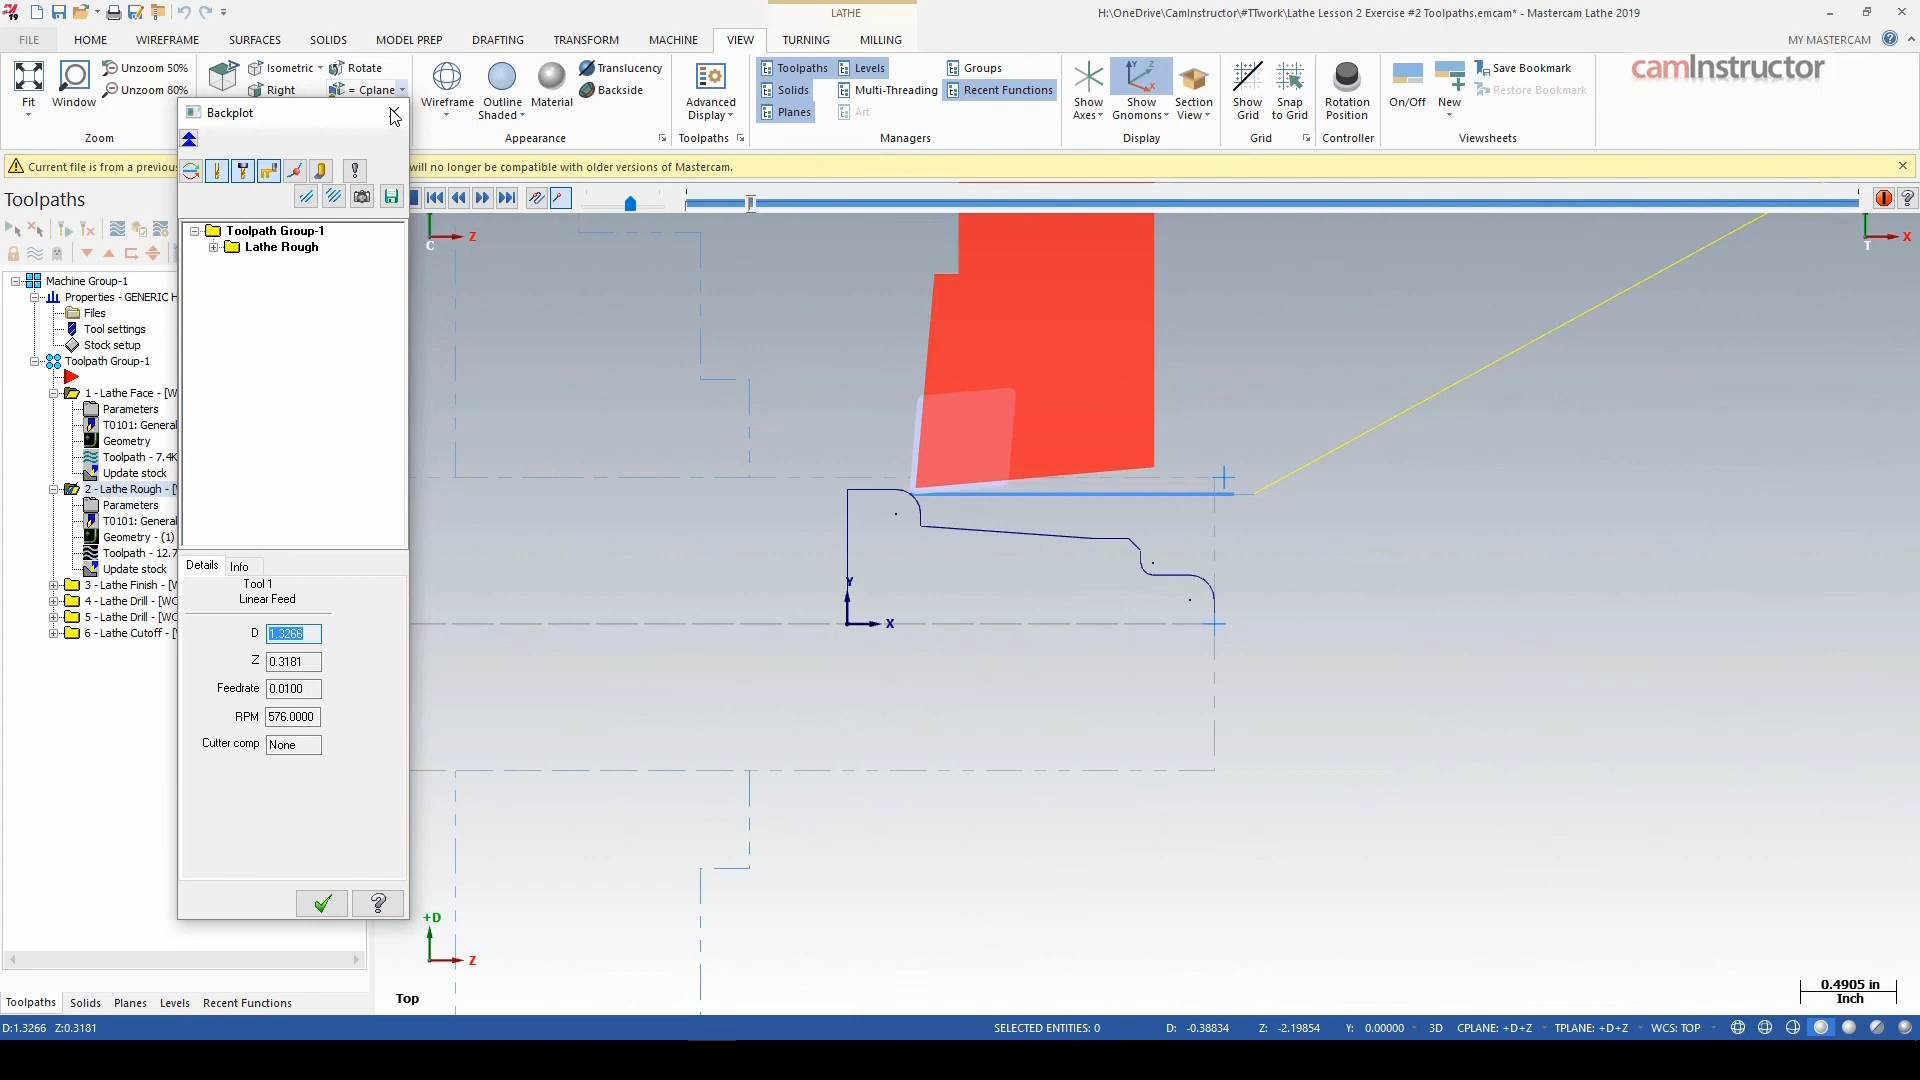 LATHE
H:\OneDrive\CamInstructor\#TTwork\Lathe Lesson 2 Exercise #2 Toolpaths.emcam* - Mastercam Lathe 2019
FILE HOME WIREFRAME SURFACES SOLIDS MODEL PREP DRAFTING TRANSFORM MACHINE VIEW TURNING MILLING MY MASTERCAM
Fit Window Unzoom 50% Unzoom 80% Zoom
Isometric Rotate
Right = Cplane
Wireframe Outline Shaded Material Translucency Backside Appearance
Advanced Display Toolpaths
Toolpaths Levels Groups
Solids Multi-Threading Recent Functions
Planes Art
Managers
Show Axes Show Gnomons Section View Display
Show Grid Snap to Grid Grid
Rotation Position Controller
On/Off New Save Bookmark Restore Bookmark Viewsheets
camInstructor
Current file is from a previou
will no longer be compatible with older versions of Mastercam.
Backplot
Toolpath Group-1
Lathe Rough
Details Info
Tool 1
Linear Feed
D 1.3266
Z 0.3181
Feedrate 0.0100
RPM 576.0000
Cutter comp None
Toolpaths
Machine Group-1
Properties - GENERIC H
Files
Tool settings
Stock setup
Toolpath Group-1
1 - Lathe Face - [W
Parameters
T0101: General
Geometry
Toolpath - 7.4K
Update stock
2 - Lathe Rough - [
Parameters
T0101: General
Geometry - (1)
Toolpath - 12.7
Update stock
3 - Lathe Finish - [W
4 - Lathe Drill - [WC
5 - Lathe Drill - [WC
6 - Lathe Cutoff - [W
Toolpaths Solids Planes Levels Recent Functions
Z
C
X
T
Y
X
+D
Z
Top
0.4905 in
Inch
D:1.3266 Z:0.3181
SELECTED ENTITIES: 0 D: -0.38834 Z: -2.19854 Y: 0.00000 3D CPLANE: +D+Z TPLANE: +D+Z WCS: TOP